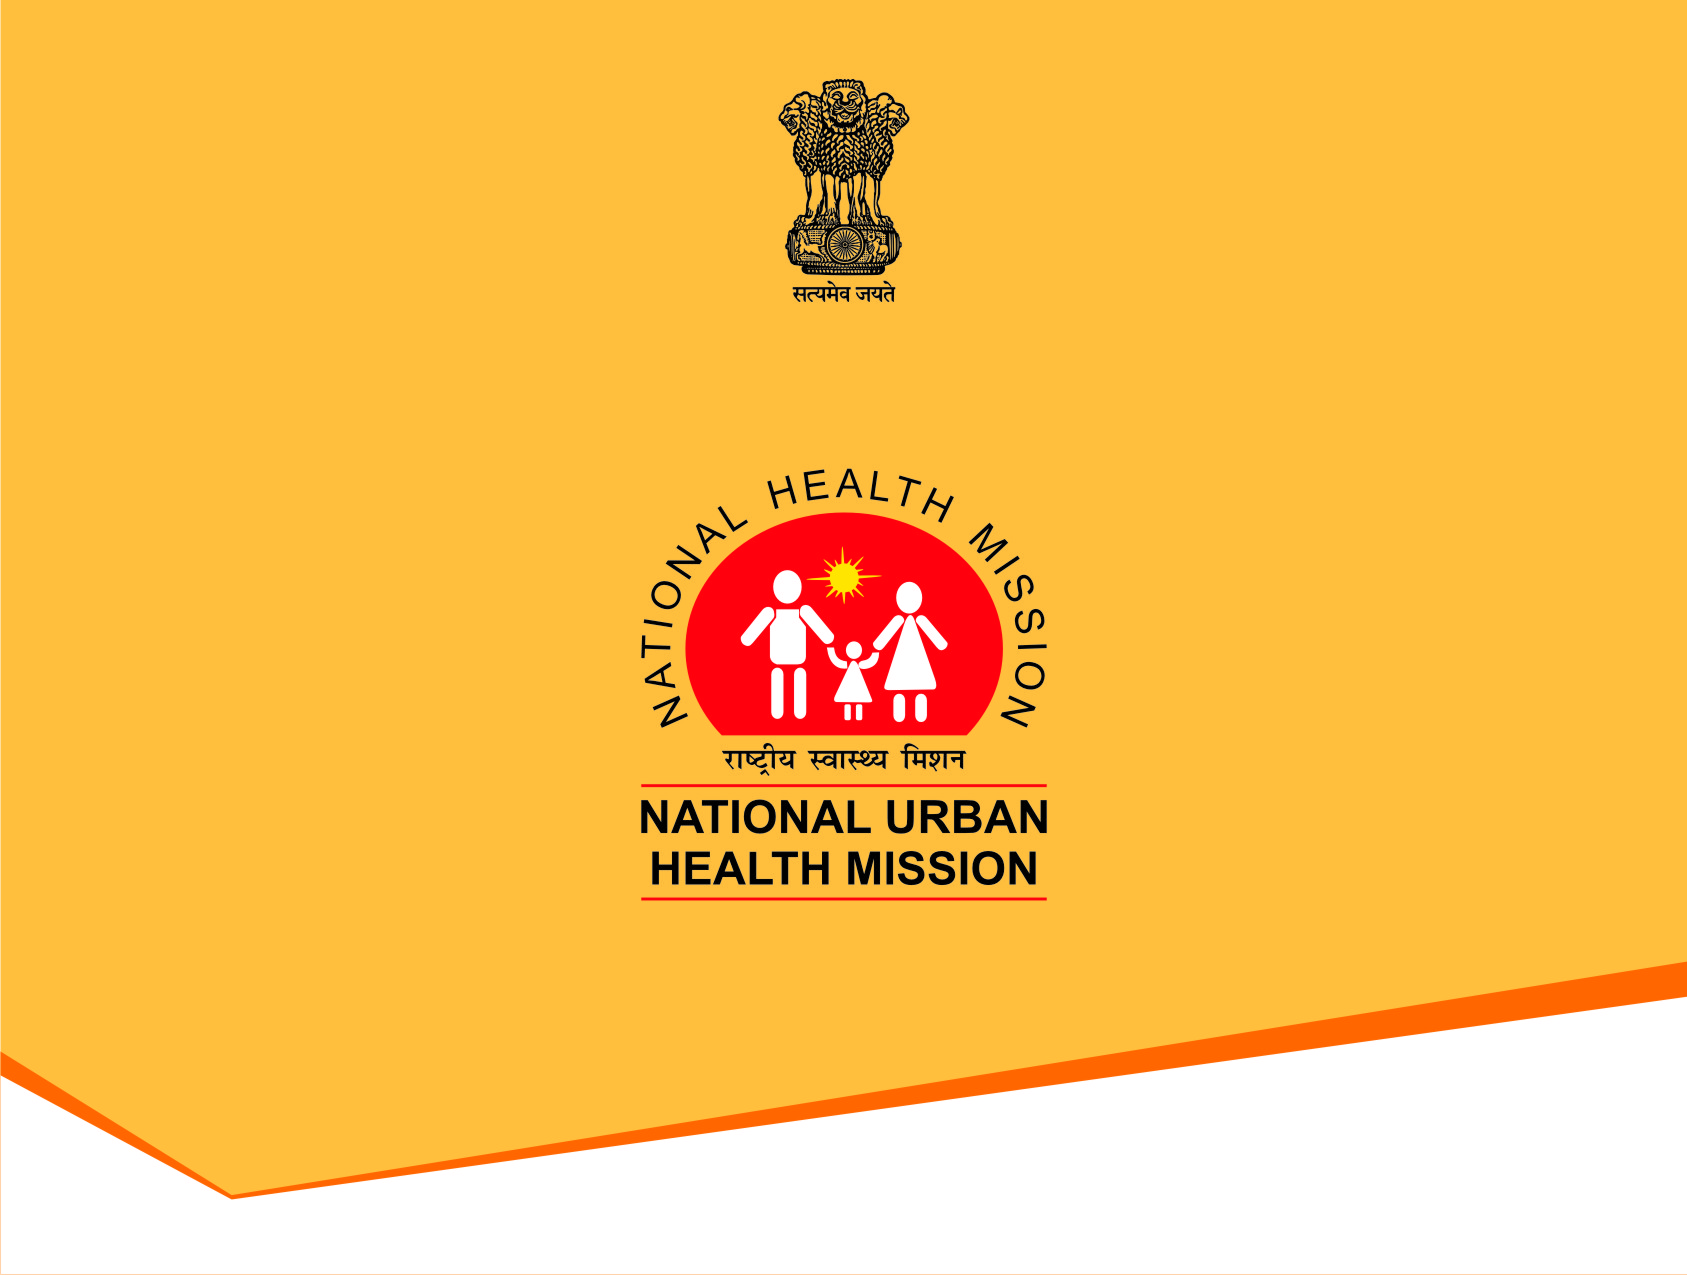 सत्यमेव जयते
NATIONAL HEALTH MISSION
राष्ट्रीय स्वास्थ्य मिशन
NATIONAL URBAN
HEALTH MISSION